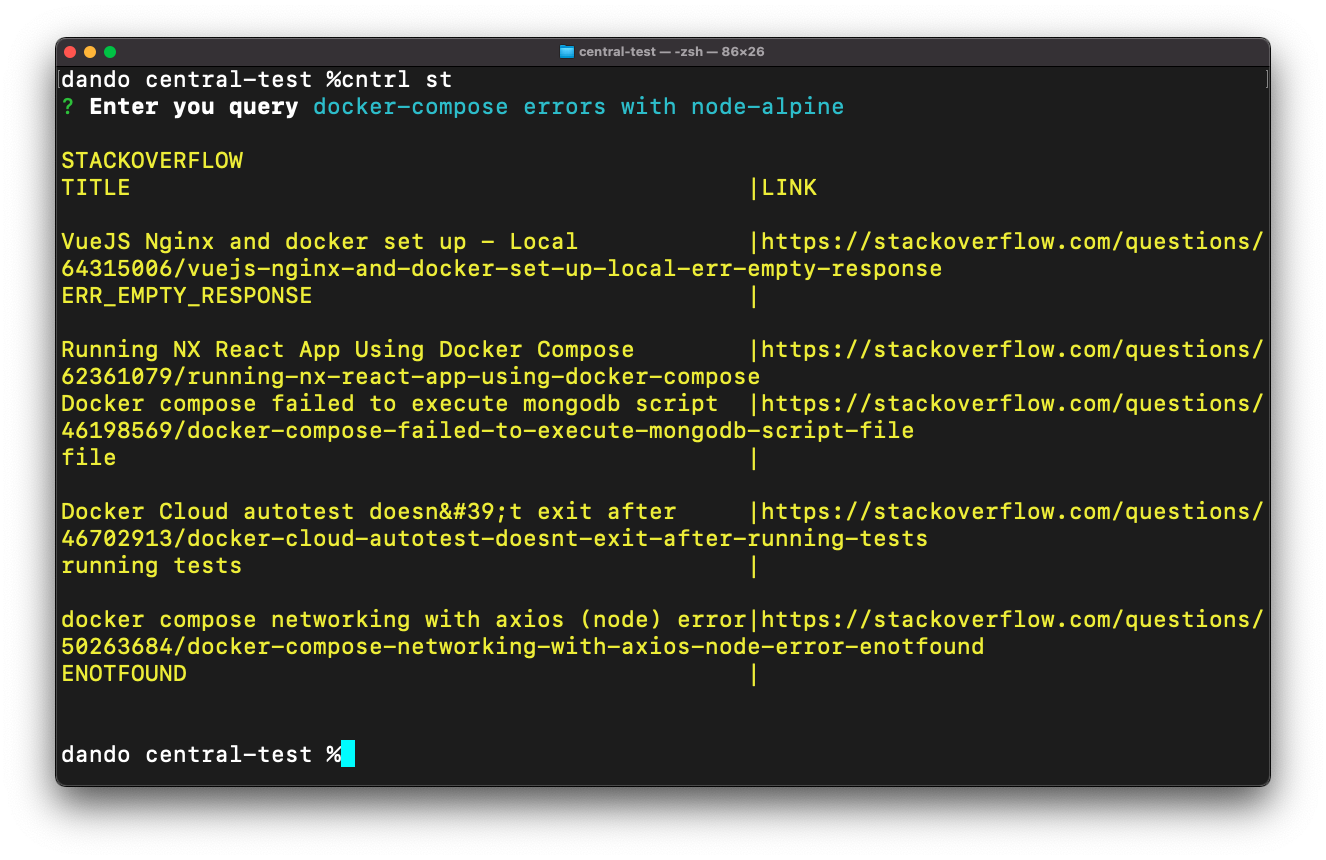 central-test — -zsh — 86×26
dando central-test %cntrl st
? Enter you query docker-compose errors with node-alpine
STACKOVERFLOW
TITLE |LINK
VueJS Nginx and docker set up - Local |https://stackoverflow.com/questions/
64315006/vuejs-nginx-and-docker-set-up-local-err-empty-response
ERR_EMPTY_RESPONSE |
Running NX React App Using Docker Compose |https://stackoverflow.com/questions/
62361079/running-nx-react-app-using-docker-compose
Docker compose failed to execute mongodb script |https://stackoverflow.com/questions/
46198569/docker-compose-failed-to-execute-mongodb-script-file
file |
Docker Cloud autotest doesn&#39;t exit after |https://stackoverflow.com/questions/
46702913/docker-cloud-autotest-doesnt-exit-after-running-tests
running tests |
docker compose networking with axios (node) error|https://stackoverflow.com/questions/
50263684/docker-compose-networking-with-axios-node-error-enotfound
ENOTFOUND |
dando central-test %